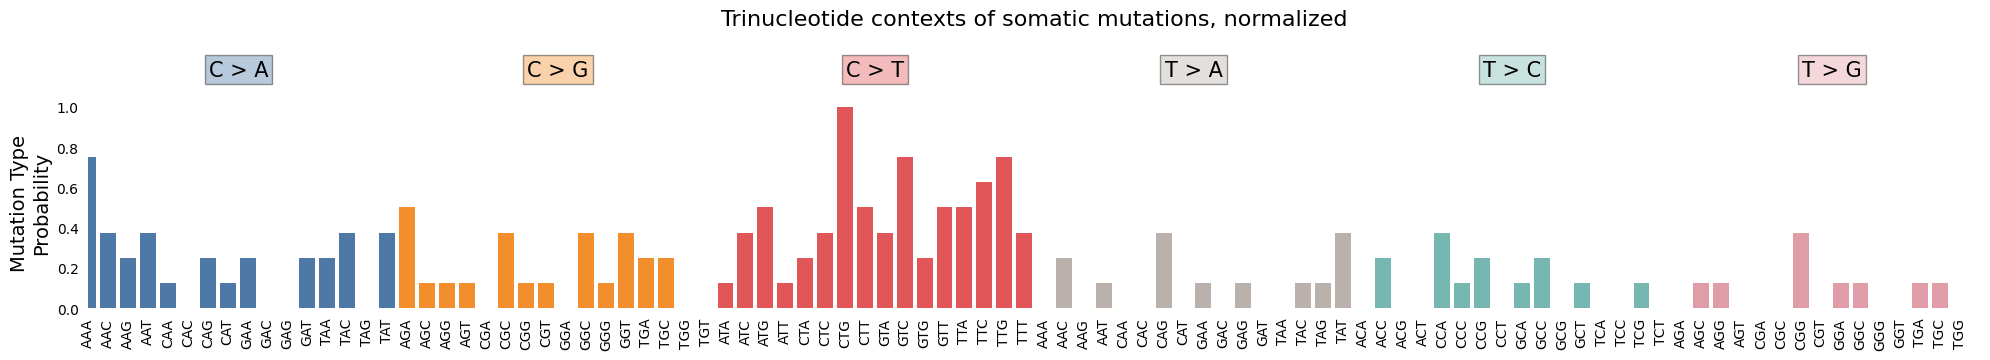 Trinucleotide contexts of somatic mutations, normalized
C > A C > G C > T T > A T > C T > G
Mutation Type
Probability
1.0
0.8
0.6
0.4
0.2
0.0
AAA AAC AAG AAT CAA CAC CAG CAT GAA GAC GAG GAT TAA TAC TAG TAT AGA AGC AGG AGT CGA CGC CGG CGT GGA GGC GGG GGT TGA TGC TGG TGT ATA ATC ATG ATT CTA CTC CTG CTT GTA GTC GTG GTT TTA TTC TTG TTT AAA AAC AAG AAT CAA CAC CAG CAT GAA GAC GAG GAT TAA TAC TAG TAT ACA ACC ACG ACT CCA CCC CCG CCT GCA GCC GCG GCT TCA TCC TCG TCT AGA AGC AGG AGT CGA CGC CGG CGT GGA GGC GGG GGT TGA TGC TGG